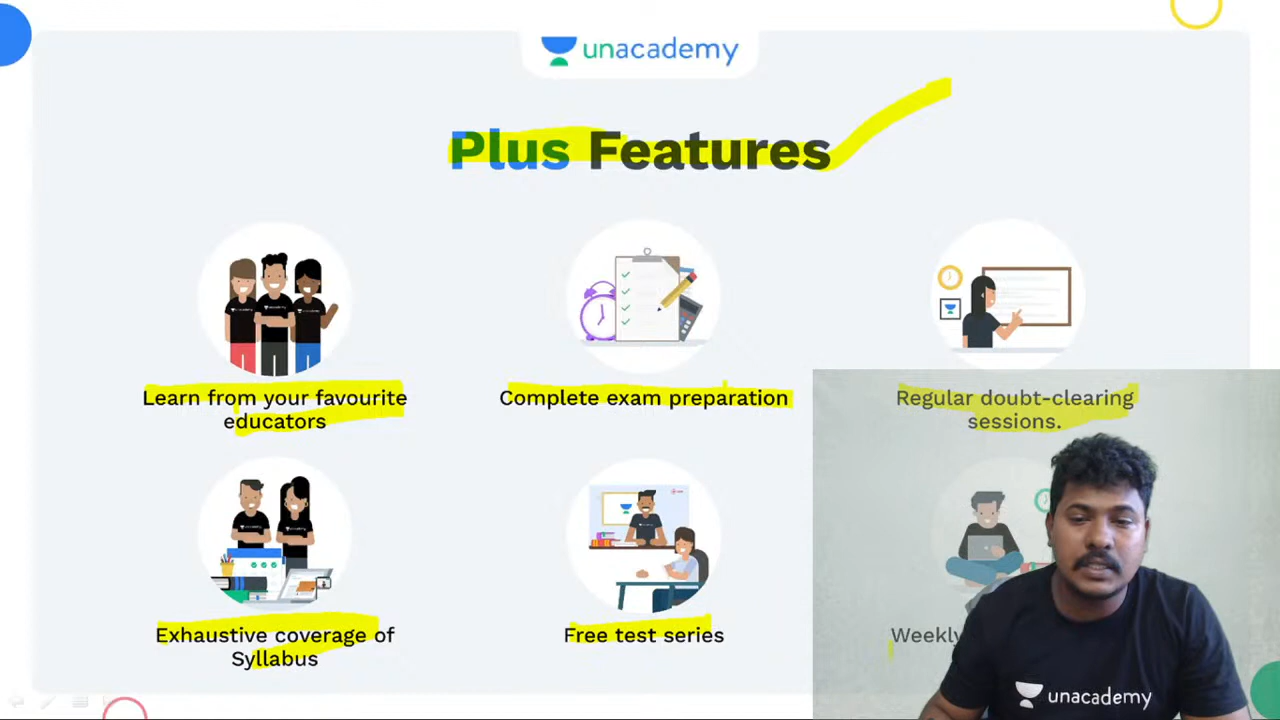 unacademy
Plus Features
Learn from your favourite
educators
Complete exam preparation
Regular doubt-clearing
sessions.
Exhaustive coverage of
Syllabus
Free test series
Weekly
unacademy